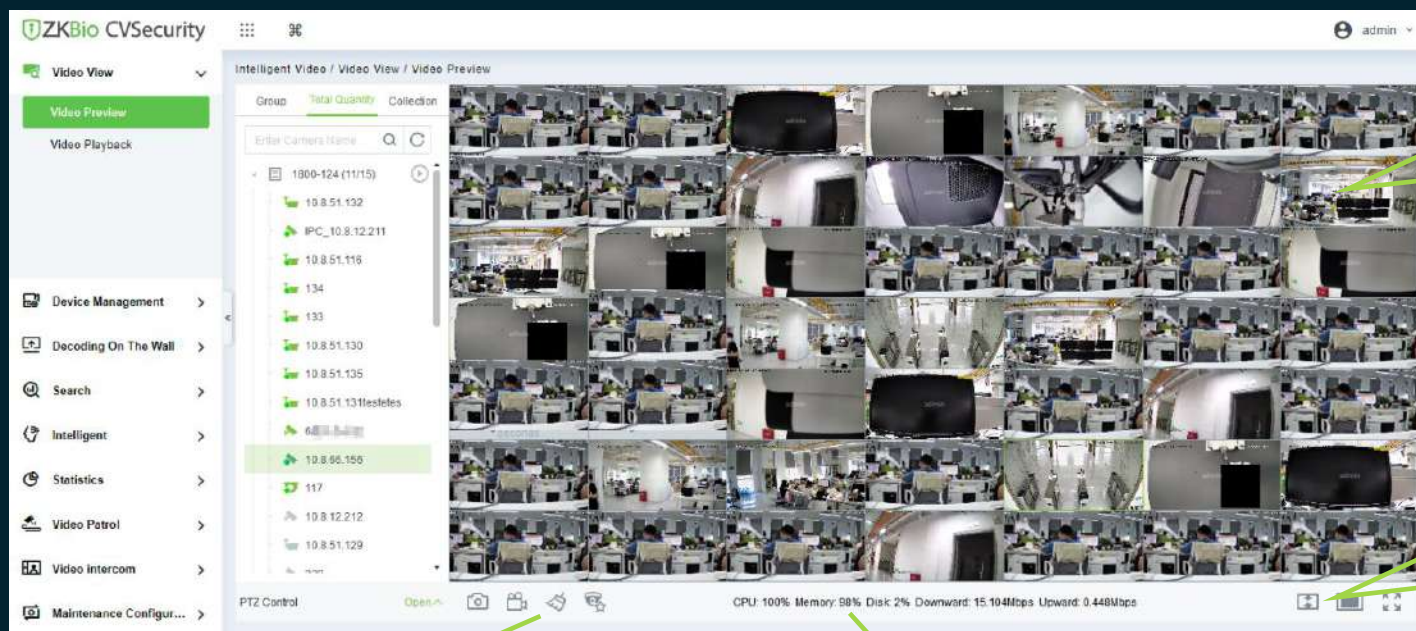 ZKBio CVSecurity
admin
Video View
Video Preview
Video Playback
Device Management
Decoding On The Wall
Search
Intelligent
Statistics
Video Patrol
Video intercom
Maintenance Configur...
Intelligent Video / Video View / Video Preview
Group Total Quantity Collection
Enter Camera Name
1800-124 (11/15)
10.8.51.132
IPC_10.8.12.211
10.8.51.116
134
133
10.8.51.130
10.8.51.135
10.8.51.131testetes
10.8.66.156
117
10.8.12.212
10.8.51.129
PTZ Control Open
CPU: 100% Memory: 98% Disk: 2% Downward: 15.104Mbps Upward: 0.448Mbps